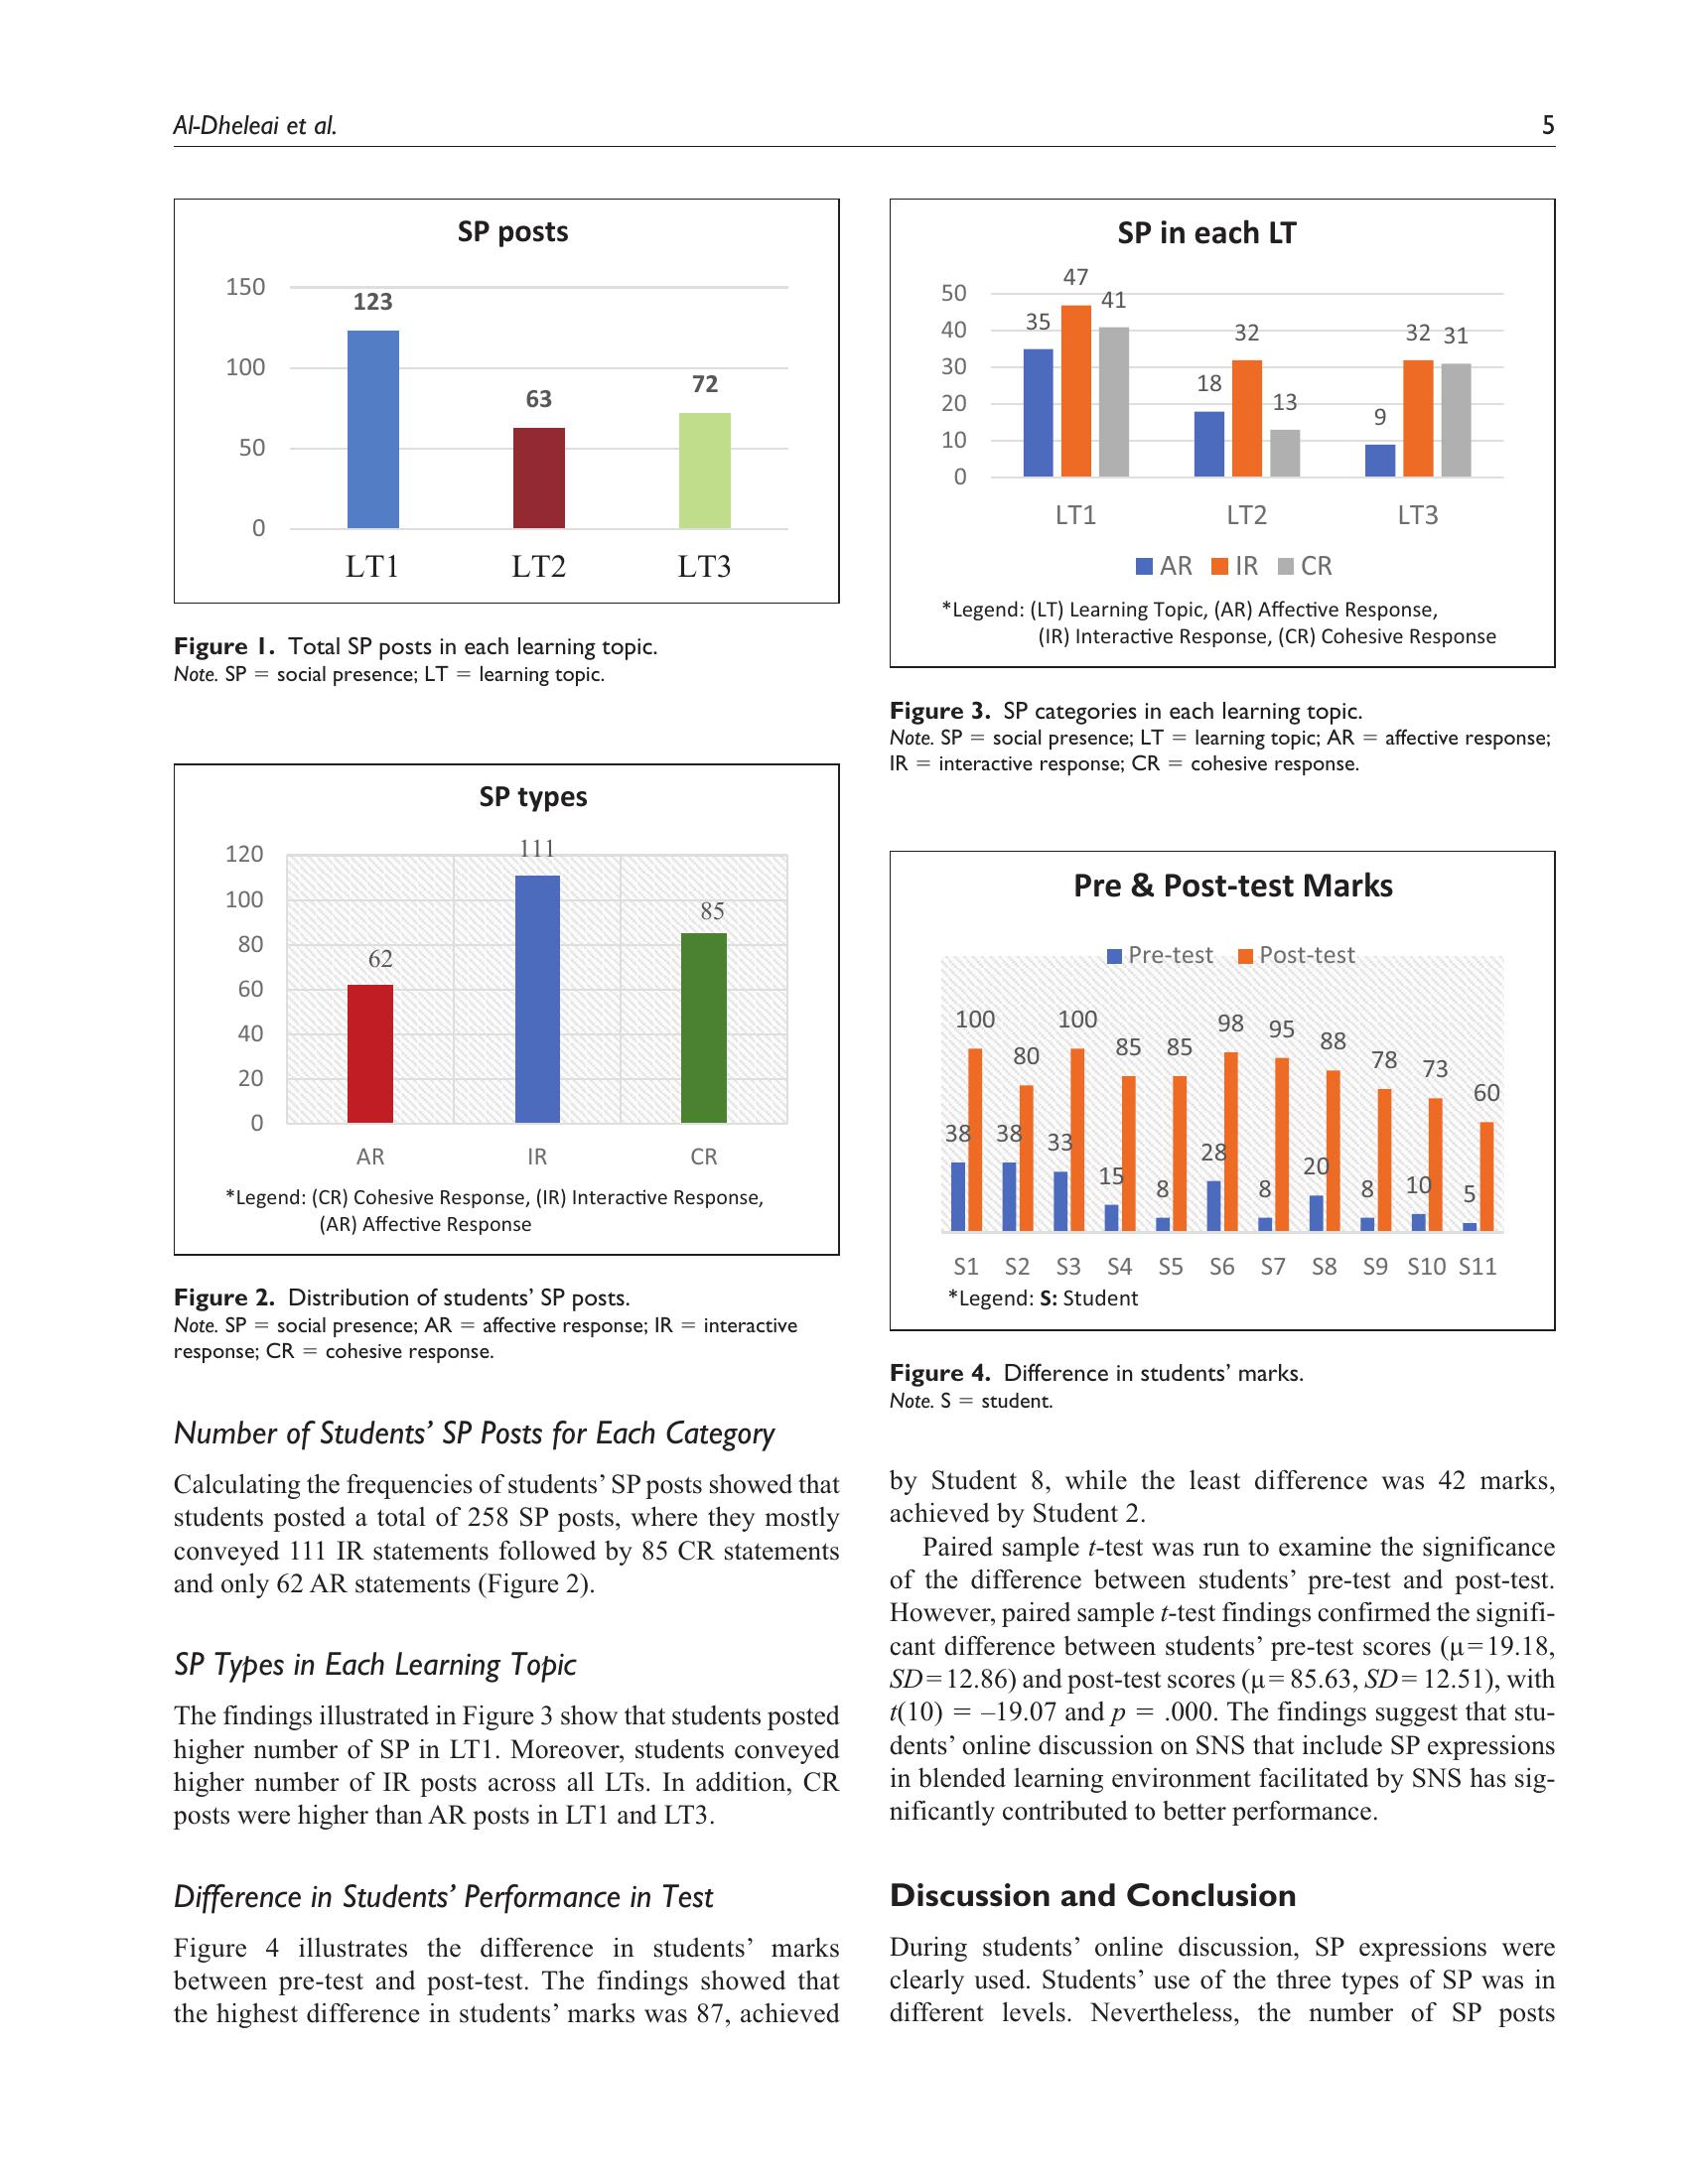 Al-Dheleai et al.
5
SP posts
150
100
50
0
123
63
72
LT1 LT2 LT3
Figure 1. Total SP posts in each learning topic.
Note. SP = social presence; LT = learning topic.
SP types
120
100
80
60
40
20
0
62
111
85
AR IR CR
*Legend: (CR) Cohesive Response, (IR) Interactive Response,
(AR) Affective Response
Figure 2. Distribution of students’ SP posts.
Note. SP = social presence; AR = affective response; IR = interactive
response; CR = cohesive response.
Number of Students’ SP Posts for Each Category
Calculating the frequencies of students’ SP posts showed that
students posted a total of 258 SP posts, where they mostly
conveyed 111 IR statements followed by 85 CR statements
and only 62 AR statements (Figure 2).
SP Types in Each Learning Topic
The findings illustrated in Figure 3 show that students posted
higher number of SP in LT1. Moreover, students conveyed
higher number of IR posts across all LTs. In addition, CR
posts were higher than AR posts in LT1 and LT3.
Difference in Students’ Performance in Test
Figure 4 illustrates the difference in students’ marks
between pre-test and post-test. The findings showed that
the highest difference in students’ marks was 87, achieved
SP in each LT
50
40
30
20
10
0
35 47 41
18 32 13
9 32 31
LT1 LT2 LT3
AR IR CR
*Legend: (LT) Learning Topic, (AR) Affective Response,
(IR) Interactive Response, (CR) Cohesive Response
Figure 3. SP categories in each learning topic.
Note. SP = social presence; LT = learning topic; AR = affective response;
IR = interactive response; CR = cohesive response.
Pre & Post-test Marks
Pre-test Post-test
100 80 100 85 85 98 95 88 78 73 60
38 38 33 15 8 28 8 20 8 10 5
S1 S2 S3 S4 S5 S6 S7 S8 S9 S10 S11
*Legend: S: Student
Figure 4. Difference in students’ marks.
Note. S = student.
by Student 8, while the least difference was 42 marks,
achieved by Student 2.
Paired sample t-test was run to examine the significance
of the difference between students’ pre-test and post-test.
However, paired sample t-test findings confirmed the signifi-
cant difference between students’ pre-test scores (μ=19.18,
SD=12.86) and post-test scores (μ=85.63, SD=12.51), with
t(10) = –19.07 and p = .000. The findings suggest that stu-
dents’ online discussion on SNS that include SP expressions
in blended learning environment facilitated by SNS has sig-
nificantly contributed to better performance.
Discussion and Conclusion
During students’ online discussion, SP expressions were
clearly used. Students’ use of the three types of SP was in
different levels. Nevertheless, the number of SP posts